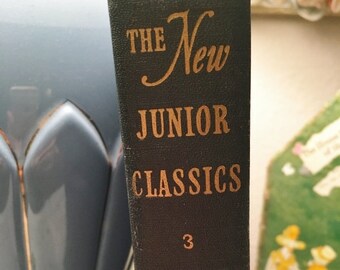 THE New
JUNIOR
CLASSICS
3